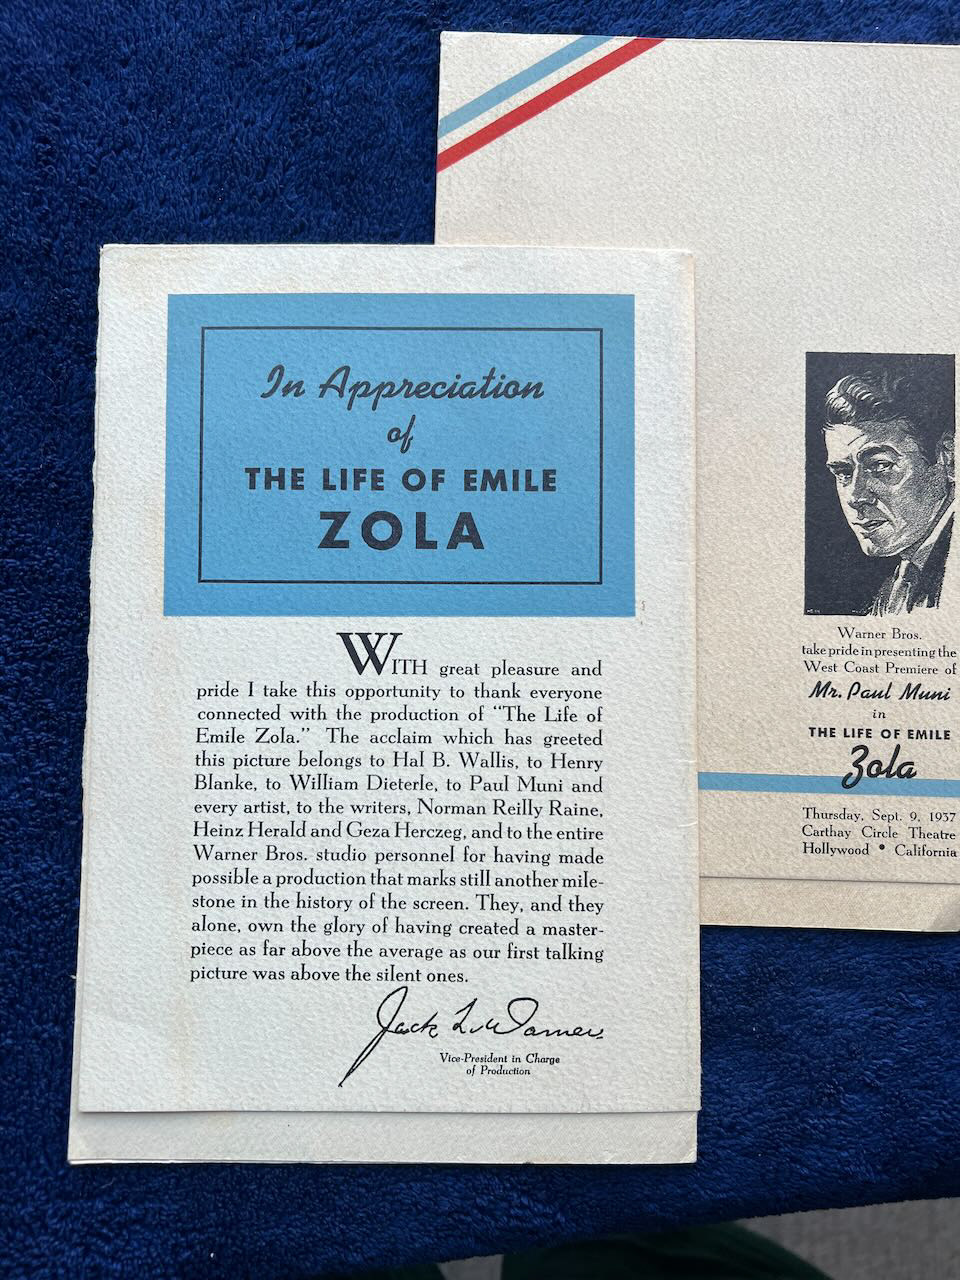 In Appreciation
of
THE LIFE OF EMILE
ZOLA
WITH great pleasure and
pride I take this opportunity to thank everyone
connected with the production of “The Life of
Emile Zola.” The acclaim which has greeted
this picture belongs to Hal B. Wallis, to Henry
Blanke, to William Dieterle, to Paul Muni and
every artist, to the writers, Norman Reilly Raine,
Heinz Herald and Geza Herczeg, and to the entire
Warner Bros. studio personnel for having made
possible a production that marks still another mile-
stone in the history of the screen. They, and they
alone, own the glory of having created a master-
piece as far above the average as our first talking
picture was above the silent ones.
Jack L. Warner
Vice-President in Charge
of Production
Warner Bros.
take pride in presenting the
West Coast Premiere of
Mr. Paul Muni
in
THE LIFE OF EMILE
Zola
Thursday, Sept. 9, 1937
Carthay Circle Theatre
Hollywood • California